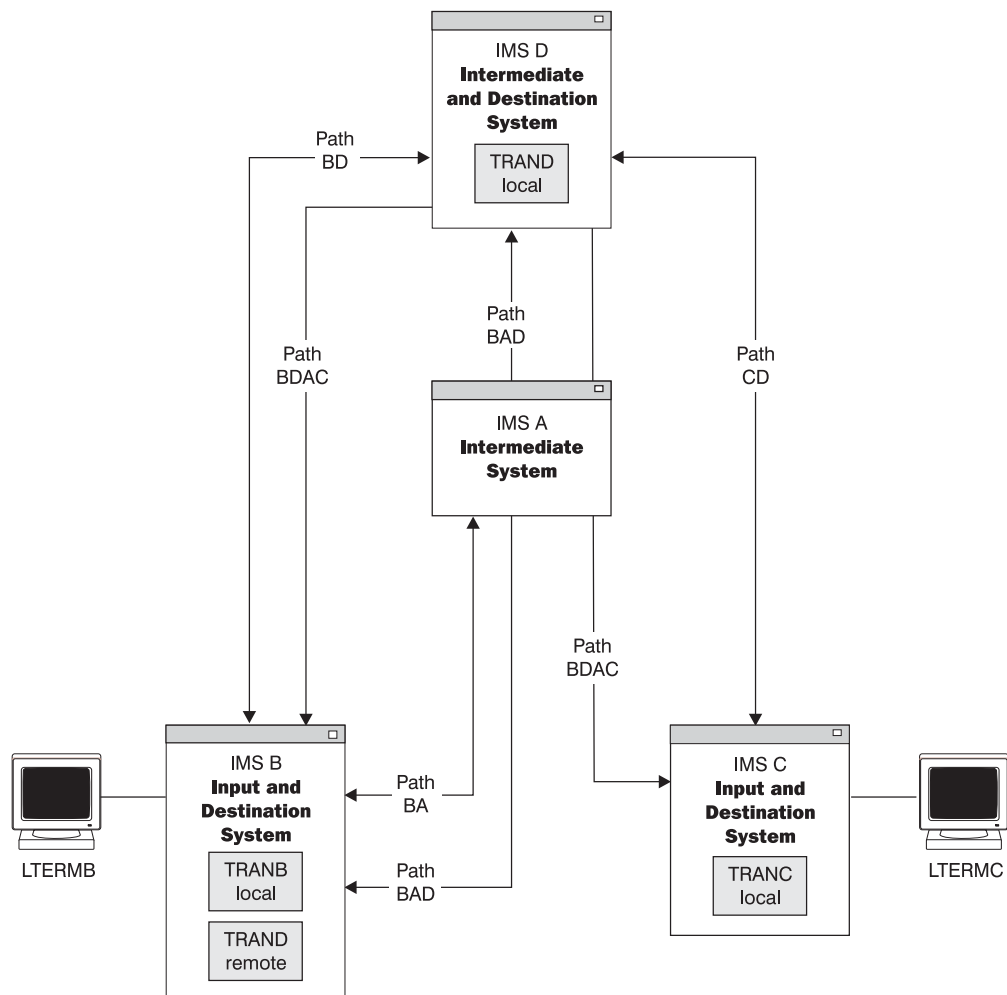 IMS D
Intermediate
and Destination
System
TRAND
local
Path
BD
Path
BAD
Path
BDAC
Path
CD
IMS A
Intermediate
System
Path
BDAC
IMS B
Input and
Destination
System
TRANB
local
TRAND
remote
LTERMB
Path
BA
Path
BAD
IMS C
Input and
Destination
System
TRANC
local
LTERMC